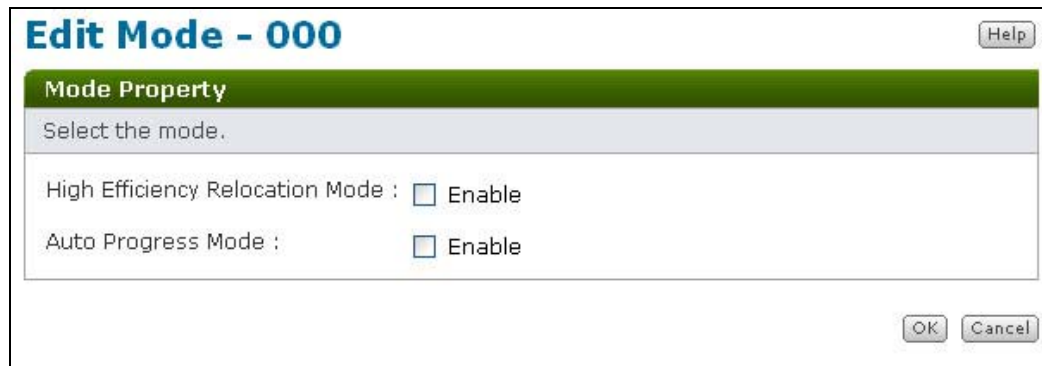 Edit Mode - 000
Help
Mode Property
Select the mode.
High Efficiency Relocation Mode : Enable
Auto Progress Mode : Enable
OK Cancel